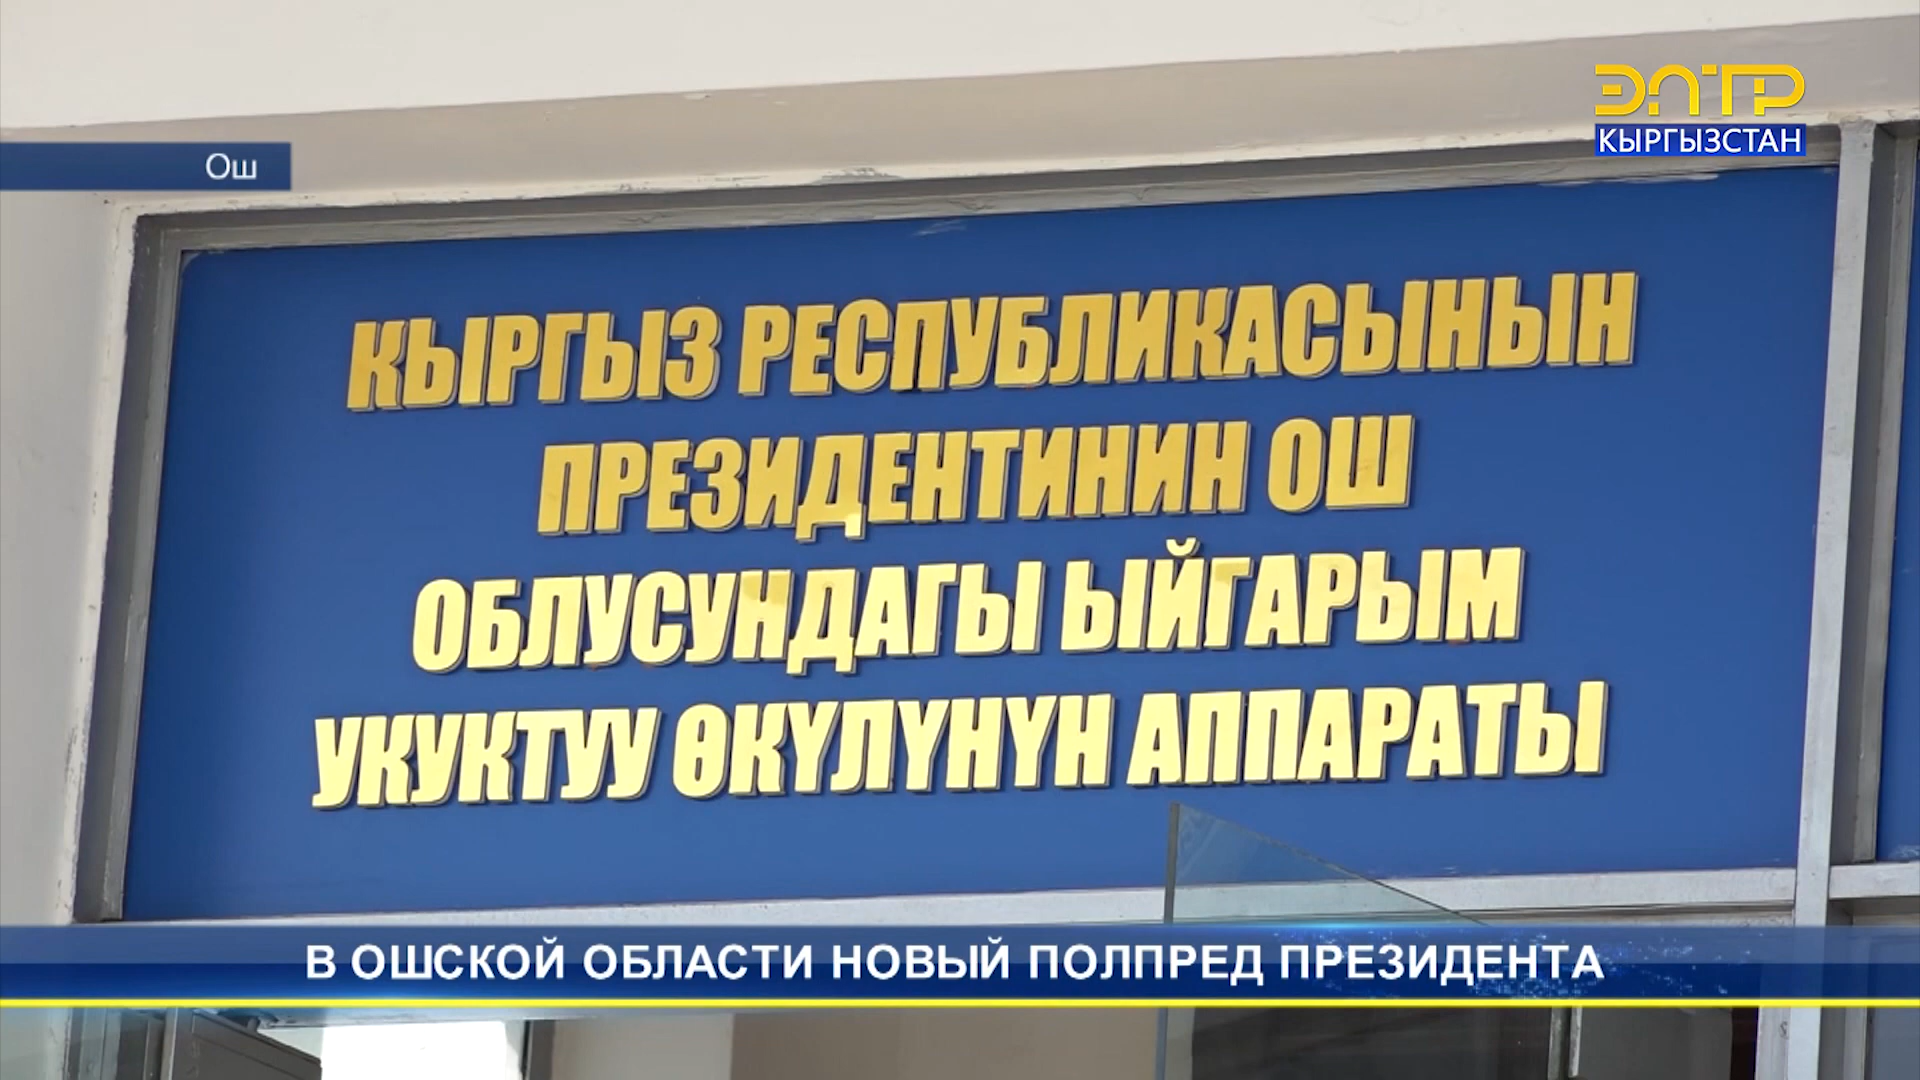 ЭЛТР
КЫРГЫЗСТАН
Ош
КЫРГЫЗ РЕСПУБЛИКАСЫНЫН
ПРЕЗИДЕНТИНИН ОШ
ОБЛУСУНДАГЫ ЫЙГАРЫМ
УКУКТУУ ӨКҮЛҮНҮН АППАРАТЫ
В ОШСКОЙ ОБЛАСТИ НОВЫЙ ПОЛПРЕД ПРЕЗИДЕНТА